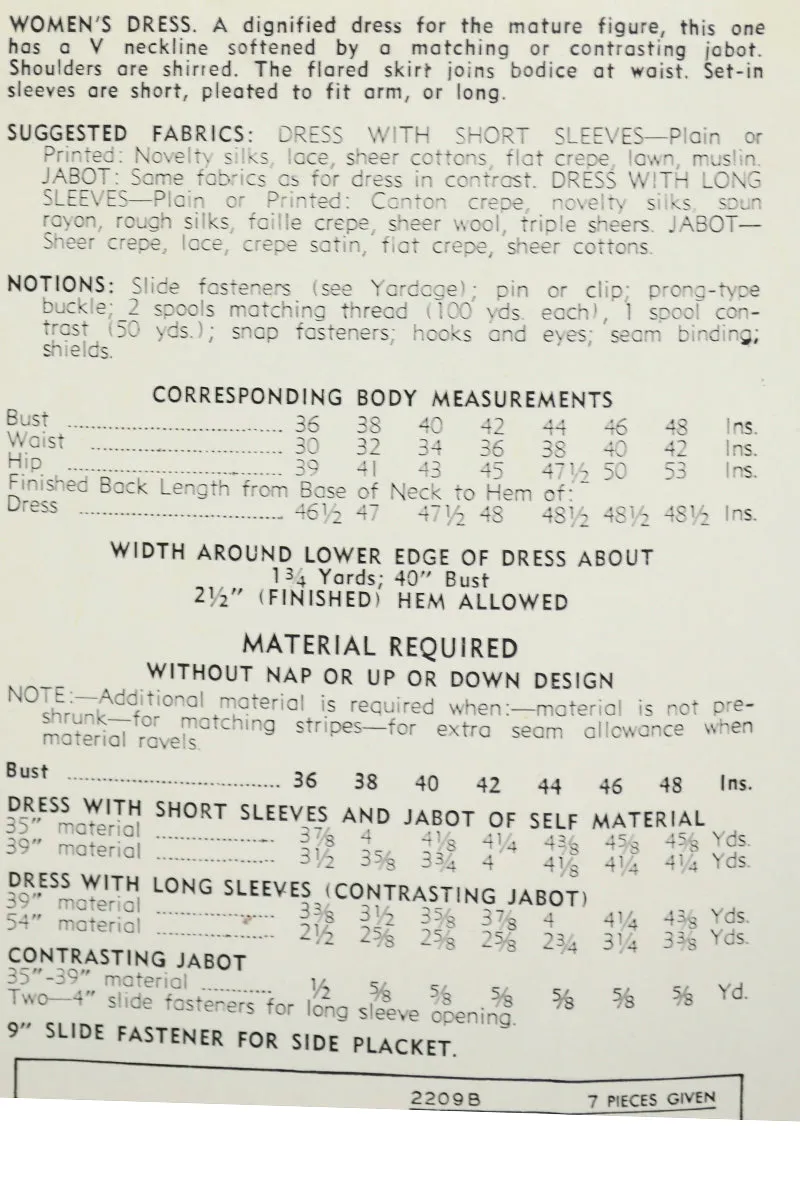 WOMEN'S DRESS. A dignified dress for the mature figure, this one
has a V neckline softened by a matching or contrasting jabot.
Shoulders are shirred. The flared skirt joins bodice at waist. Set-in
sleeves are short, pleated to fit arm, or long.
SUGGESTED FABRICS: DRESS WITH SHORT SLEEVES—Plain or
Printed: Novelty silks, lace, sheer cottons, flat crepe, lawn, muslin.
JABOT: Same fabrics as for dress in contrast. DRESS WITH LONG
SLEEVES—Plain or Printed: Canton crepe, novelty silks, spun
rayon, rough silks, faille crepe, sheer wool, triple sheers. JABOT—
Sheer crepe, lace, crepe satin, flat crepe, sheer cottons.
NOTIONS: Slide fasteners (see Yardage); pin or clip; prong-type
buckle; 2 spools matching thread (100 yds. each), 1 spool con-
trast (50 yds.); snap fasteners; hooks and eyes; seam binding;
shields.
CORRESPONDING BODY MEASUREMENTS
Bust .................... 36 38 40 42 44 46 48 Ins.
Waist .................... 30 32 34 36 38 40 42 Ins.
Hip .................... 39 41 43 45 47½ 50 53 Ins.
Finished Back Length from Base of Neck to Hem of:
Dress .................... 46½ 47 47½ 48 48½ 48½ 48½ Ins.
WIDTH AROUND LOWER EDGE OF DRESS ABOUT
1¾ Yards; 40" Bust
2½" (FINISHED) HEM ALLOWED
MATERIAL REQUIRED
WITHOUT NAP OR UP OR DOWN DESIGN
NOTE:—Additional material is required when:—material is not pre-
shrunk—for matching stripes—for extra seam allowance when
material ravels.
Bust .................... 36 38 40 42 44 46 48 Ins.
DRESS WITH SHORT SLEEVES AND JABOT OF SELF MATERIAL
35" material ............ 3⅞ 4 4⅛ 4¼ 4⅜ 4⅝ 4⅝ Yds.
39" material ............ 3½ 3⅝ 3¾ 4 4⅛ 4¼ 4¼ Yds.
DRESS WITH LONG SLEEVES (CONTRASTING JABOT)
39" material ............ 3⅜ 3½ 3⅝ 3⅞ 4 4¼ 4⅜ Yds.
54" material ............ 2½ 2⅝ 2⅝ 2⅝ 2¾ 3¼ 3⅜ Yds.
CONTRASTING JABOT
35"-39" material ............ ½ ⅝ ⅝ ⅝ ⅝ ⅝ ⅝ Yd.
Two—4" slide fasteners for long sleeve opening.
9" SLIDE FASTENER FOR SIDE PLACKET.
2209B 7 PIECES GIVEN